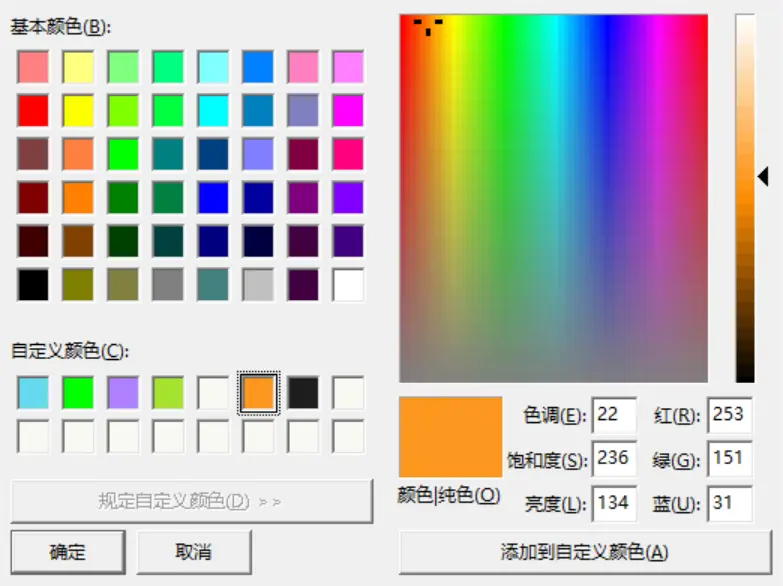 基本颜色(B):
自定义颜色(C):
规定自定义颜色(D) >>
确定
取消
色调(E): 22
红(R): 253
饱和度(S): 236
绿(G): 151
颜色|纯色(O)
亮度(L): 134
蓝(U): 31
添加到自定义颜色(A)